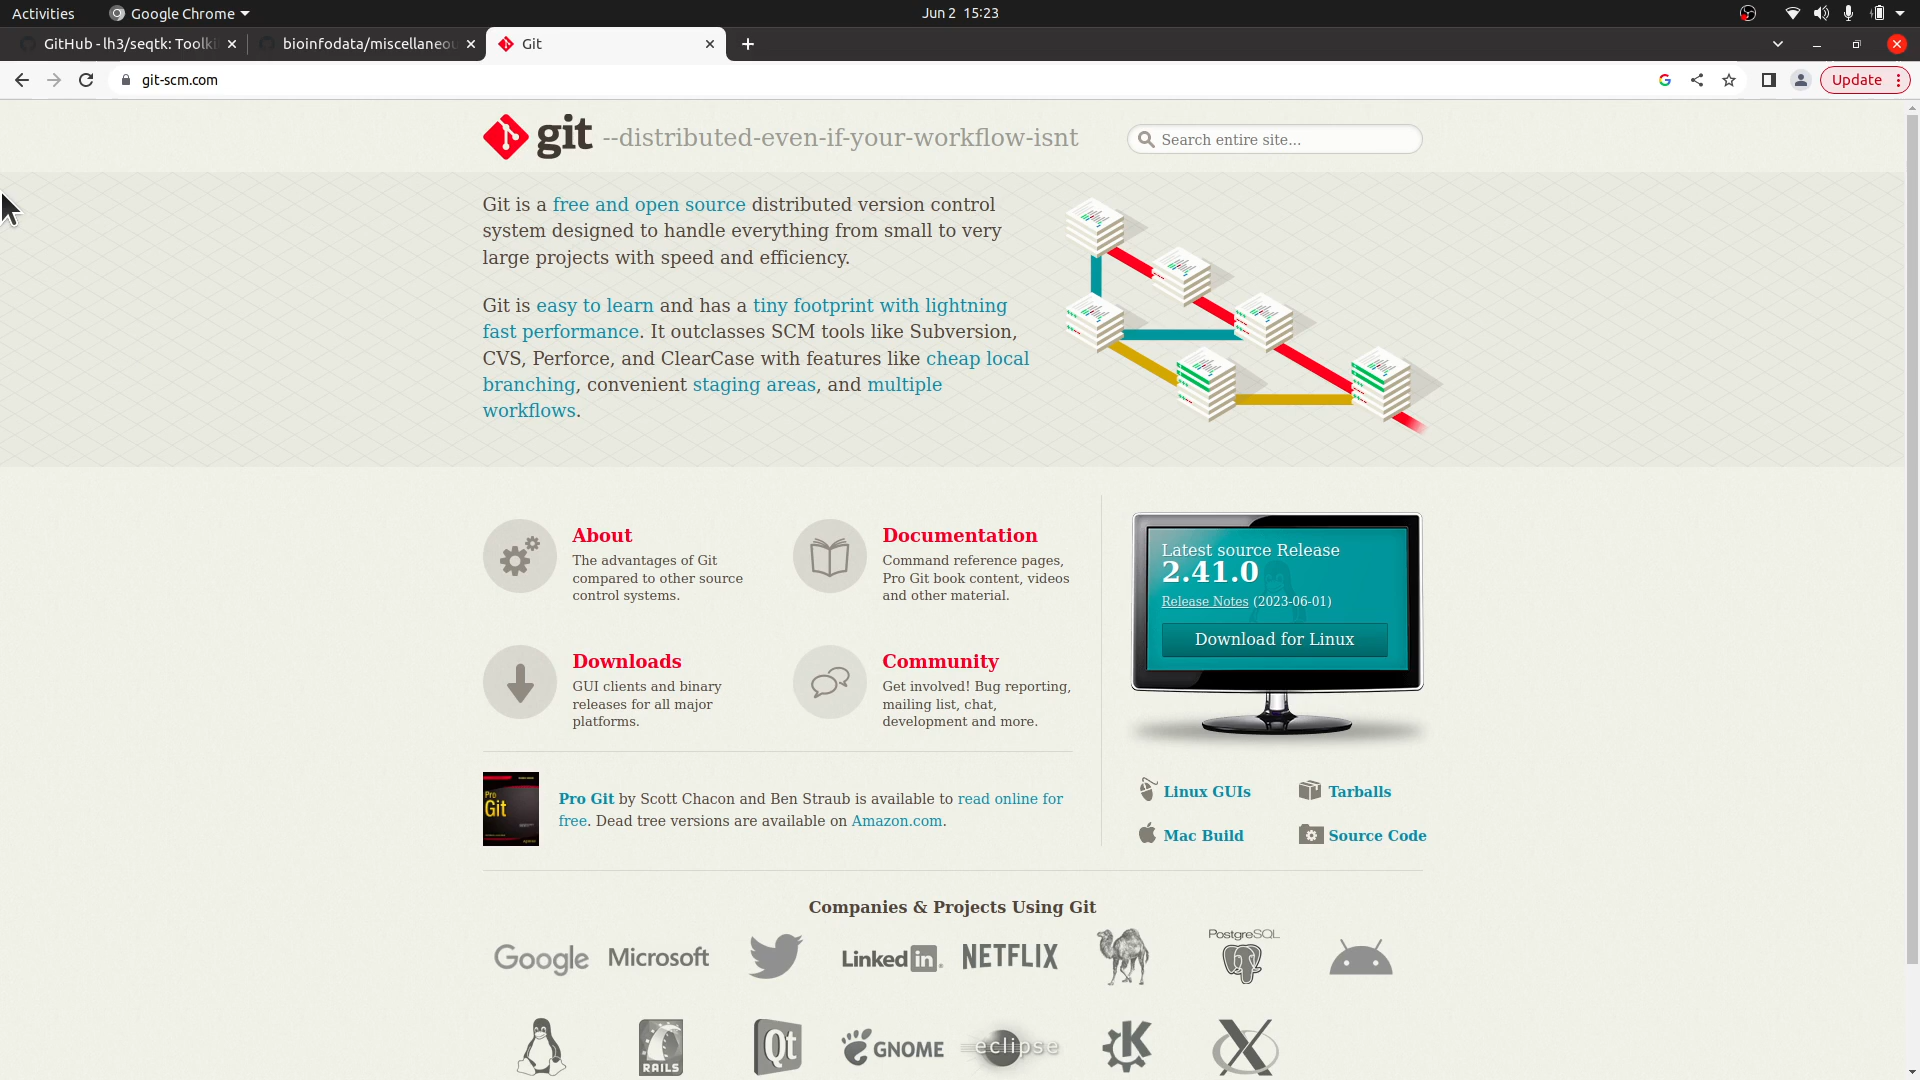 Activities
Google Chrome
Jun 2 15:23
GitHub - lh3/seqtk: Toolki
bioinfodata/miscellaneou
Git
git-scm.com
Update
git --distributed-even-if-your-workflow-isnt
Search entire site...
Git is a free and open source distributed version control
system designed to handle everything from small to very
large projects with speed and efficiency.
Git is easy to learn and has a tiny footprint with lightning
fast performance. It outclasses SCM tools like Subversion,
CVS, Perforce, and ClearCase with features like cheap local
branching, convenient staging areas, and multiple
workflows.
About
The advantages of Git
compared to other source
control systems.
Documentation
Command reference pages,
Pro Git book content, videos
and other material.
Downloads
GUI clients and binary
releases for all major
platforms.
Community
Get involved! Bug reporting,
mailing list, chat,
development and more.
Latest source Release
2.41.0
Release Notes (2023-06-01)
Download for Linux
Pro
Git
Pro Git by Scott Chacon and Ben Straub is available to read online for
free. Dead tree versions are available on Amazon.com.
Linux GUIs
Tarballs
Mac Build
Source Code
Companies & Projects Using Git
Google
Microsoft
Linked in.
NETFLIX
PostgreSQL
RAILS
Qt
GNOME
eclipse
K
X